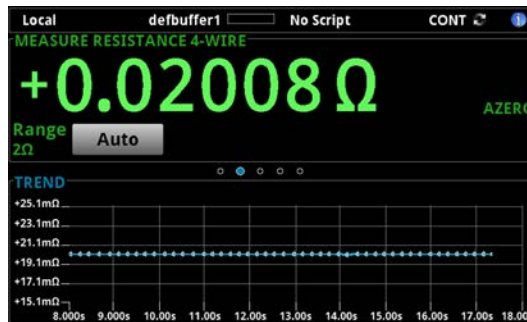 Local defbuffer1 No Script CONT i
MEASURE RESISTANCE 4-WIRE
+0.02008 Ω
AZERO
Range Auto
2Ω
TREND
+25.1mΩ
+23.1mΩ
+21.1mΩ
+19.1mΩ
+17.1mΩ
+15.1mΩ
8.000s 9.000s 10.00s 11.00s 12.00s 13.00s 14.00s 15.00s 16.00s 17.00s 18.00s